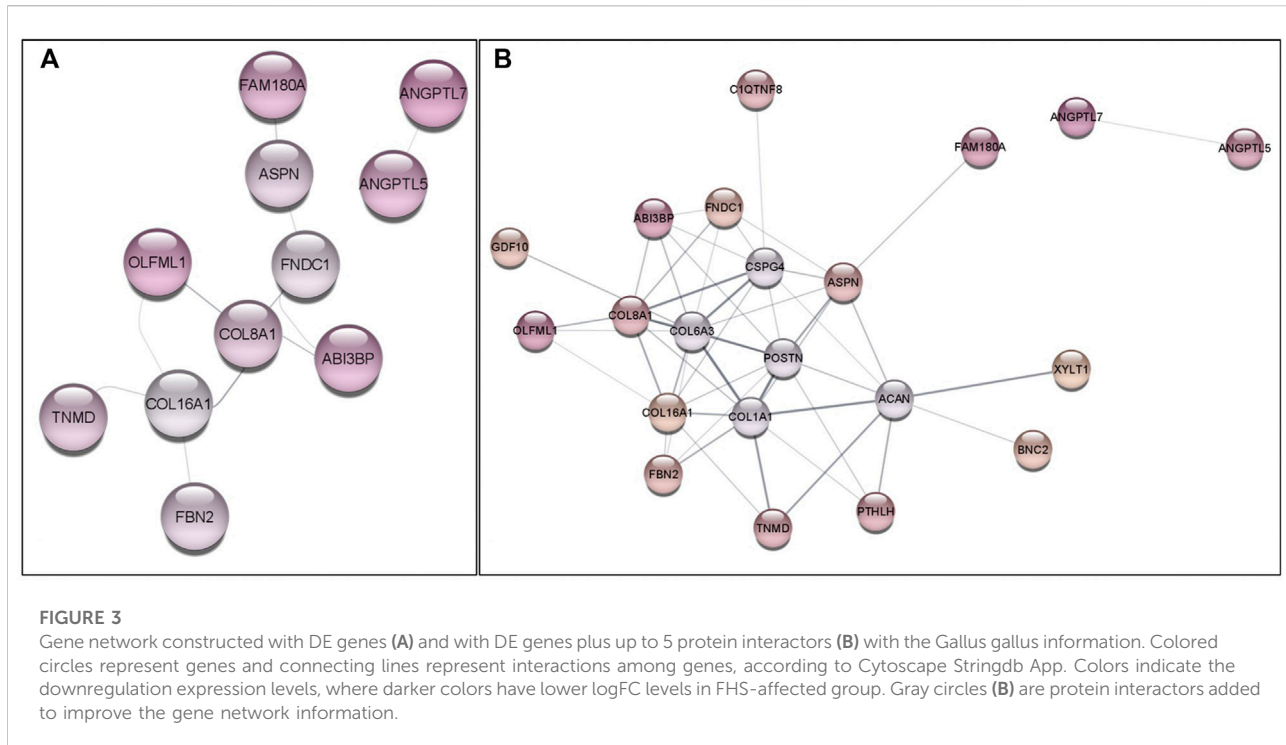 A
FAM180A
ANGPTL7
ASPN
ANGPTL5
OLFML1
FNDC1
COL8A1
ABI3BP
TNMD
COL16A1
FBN2
B
C1QTNF8
ANGPTL7
FAM180A
ANGPTL5
ABI3BP
FNDC1
GDF10
CSPG4
ASPN
COL8A1
OLFML1
COL6A3
POSTN
XYLT1
ACAN
COL16A1
COL1A1
BNC2
FBN2
PTHLH
TNMD
FIGURE 3
Gene network constructed with DE genes (A) and with DE genes plus up to 5 protein interactors (B) with the Gallus gallus information. Colored
circles represent genes and connecting lines represent interactions among genes, according to Cytoscape Stringdb App. Colors indicate the
downregulation expression levels, where darker colors have lower logFC levels in FHS-affected group. Gray circles (B) are protein interactors added
to improve the gene network information.